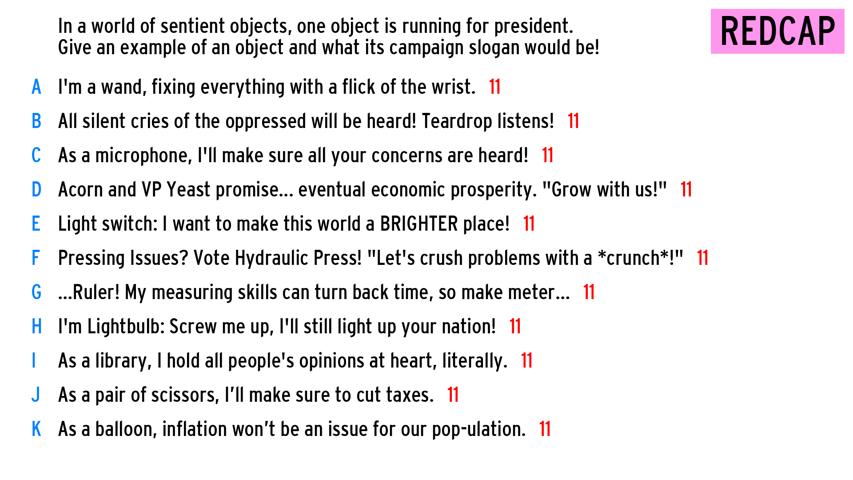 In a world of sentient objects, one object is running for president.
Give an example of an object and what its campaign slogan would be!
REDCAP
A I'm a wand, fixing everything with a flick of the wrist. 11
B All silent cries of the oppressed will be heard! Teardrop listens! 11
C As a microphone, I'll make sure all your concerns are heard! 11
D Acorn and VP Yeast promise... eventual economic prosperity. "Grow with us!" 11
E Light switch: I want to make this world a BRIGHTER place! 11
F Pressing Issues? Vote Hydraulic Press! "Let's crush problems with a *crunch*!" 11
G ...Ruler! My measuring skills can turn back time, so make meter... 11
H I'm Lightbulb: Screw me up, I'll still light up your nation! 11
I As a library, I hold all people's opinions at heart, literally. 11
J As a pair of scissors, I’ll make sure to cut taxes. 11
K As a balloon, inflation won’t be an issue for our pop-ulation. 11